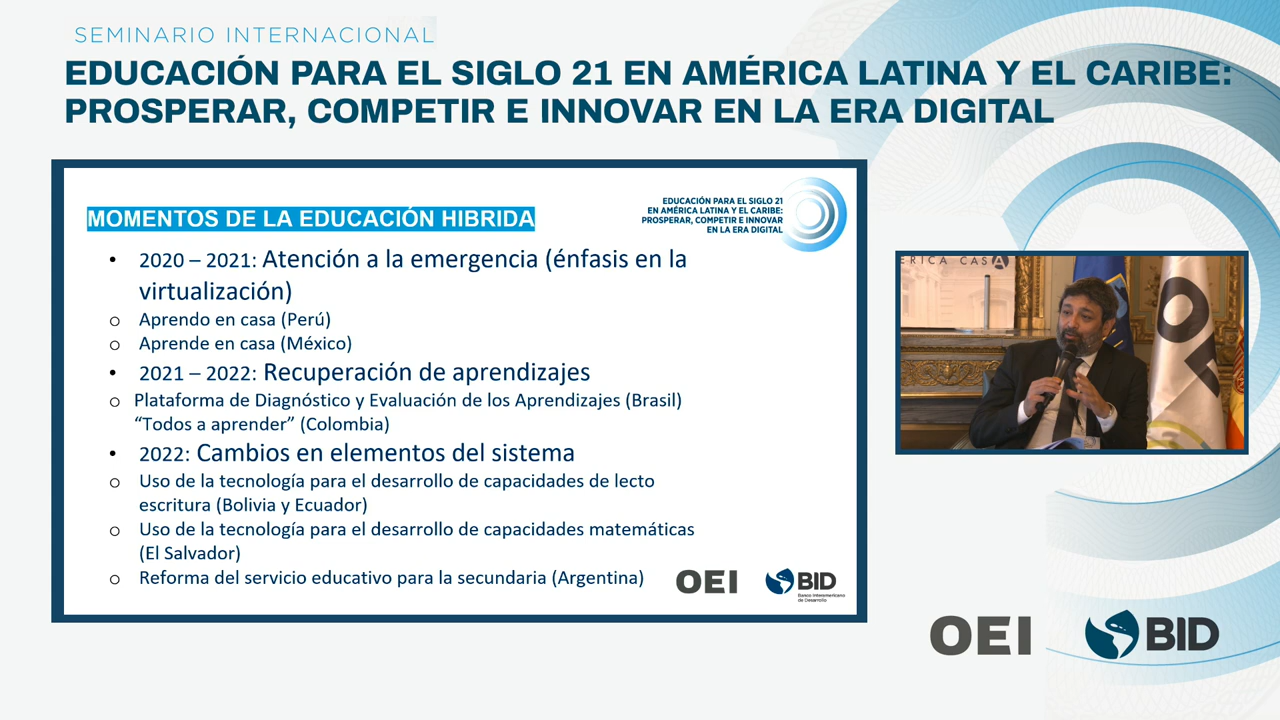 SEMINARIO INTERNACIONAL
EDUCACIÓN PARA EL SIGLO 21 EN AMÉRICA LATINA Y EL CARIBE:
PROSPERAR, COMPETIR E INNOVAR EN LA ERA DIGITAL
EDUCACIÓN PARA EL SIGLO 21
EN AMÉRICA LATINA Y EL CARIBE:
PROSPERAR, COMPETIR E INNOVAR
EN LA ERA DIGITAL
MOMENTOS DE LA EDUCACIÓN HIBRIDA
• 2020 – 2021: Atención a la emergencia (énfasis en la
virtualización)
o Aprendo en casa (Perú)
o Aprende en casa (México)
• 2021 – 2022: Recuperación de aprendizajes
o Plataforma de Diagnóstico y Evaluación de los Aprendizajes (Brasil)
“Todos a aprender” (Colombia)
• 2022: Cambios en elementos del sistema
o Uso de la tecnología para el desarrollo de capacidades de lecto
escritura (Bolivia y Ecuador)
o Uso de la tecnología para el desarrollo de capacidades matemáticas
(El Salvador)
o Reforma del servicio educativo para la secundaria (Argentina)
OEI
BID
Banco Interamericano
de Desarrollo
CASA
OEI
BID